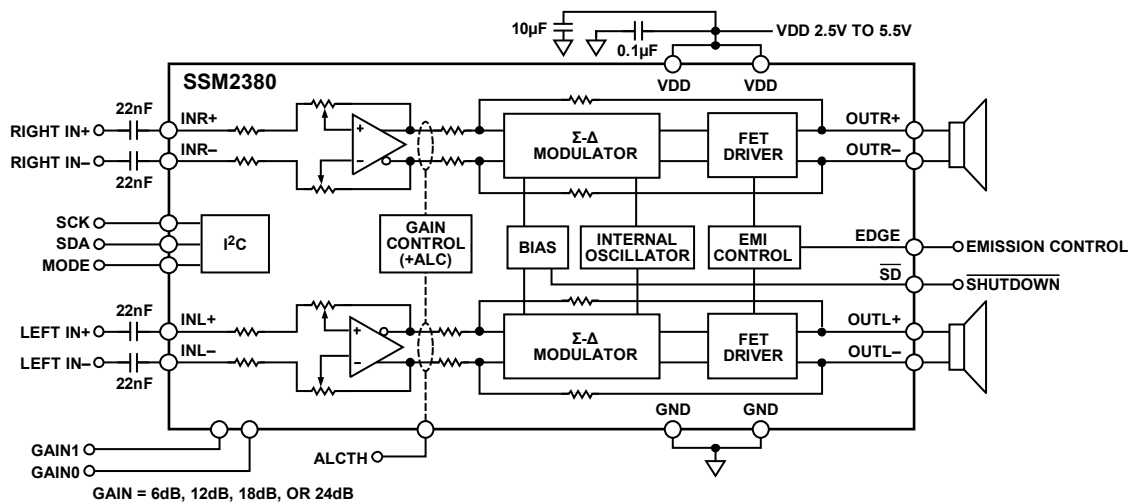 10µF
0.1µF
VDD 2.5V TO 5.5V
SSM2380
VDD
VDD
22nF
RIGHT IN+
INR+
RIGHT IN–
INR–
22nF
Σ-Δ
MODULATOR
FET
DRIVER
OUTR+
OUTR–
SCK
SDA
MODE
I²C
GAIN
CONTROL
(+ALC)
BIAS
INTERNAL
OSCILLATOR
EMI
CONTROL
EDGE
EMISSION CONTROL
SD
SHUTDOWN
22nF
LEFT IN+
INL+
LEFT IN–
INL–
22nF
Σ-Δ
MODULATOR
FET
DRIVER
OUTL+
OUTL–
GND
GND
GAIN1
GAIN0
ALCTH
GAIN = 6dB, 12dB, 18dB, OR 24dB